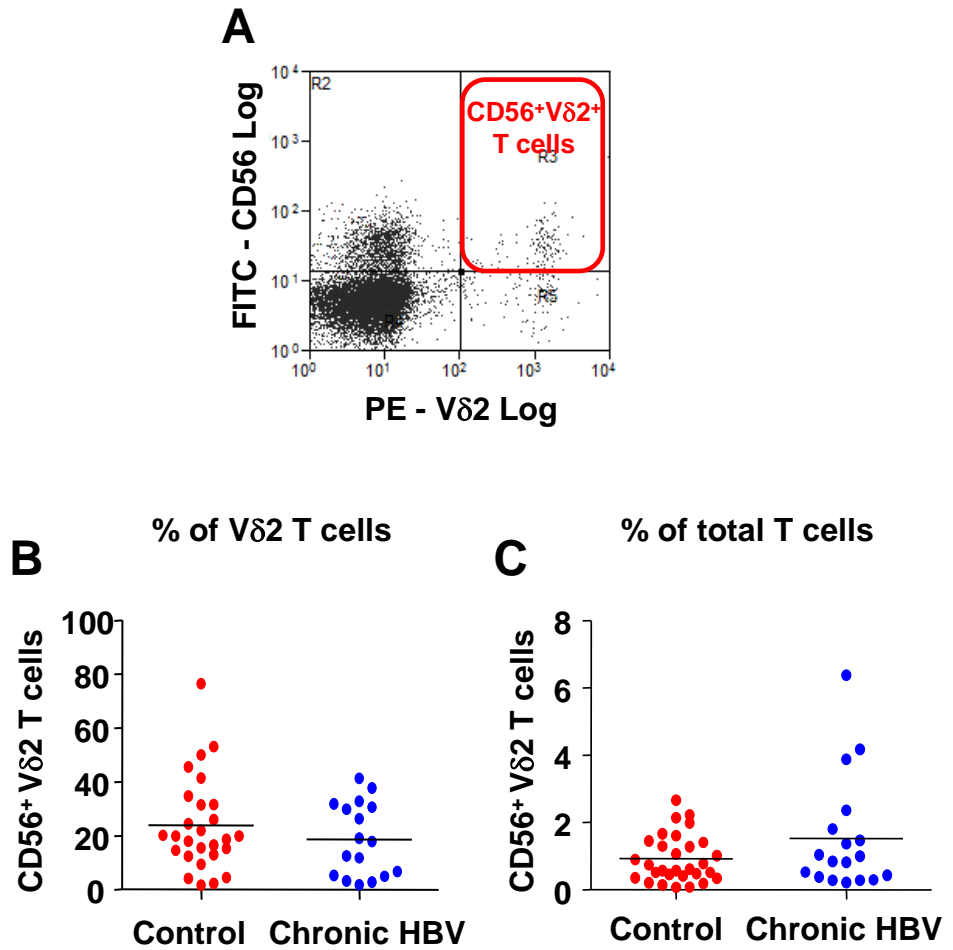 A
10⁴
R2
CD56⁺Vδ2⁺
T cells
10³
R3
10²
10¹
R5
10⁰
10⁰ 10¹ 10² 10³ 10⁴
FITC - CD56 Log
PE - Vδ2 Log
% of Vδ2 T cells
B
100
80
60
40
20
0
CD56⁺ Vδ2 T cells
Control Chronic HBV
% of total T cells
C
8
6
4
2
0
CD56⁺ Vδ2 T cells
Control Chronic HBV